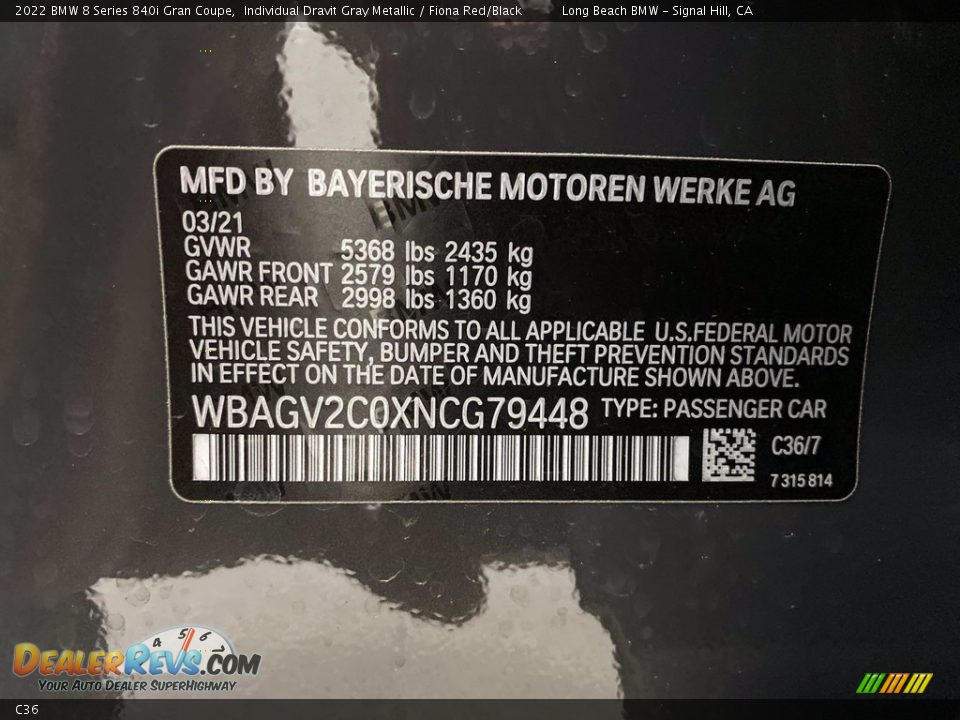 2022 BMW 8 Series 840i Gran Coupe, Individual Dravit Gray Metallic / Fiona Red/Black Long Beach BMW - Signal Hill, CA
MFD BY BAYERISCHE MOTOREN WERKE AG
03/21
GVWR 5368 lbs 2435 kg
GAWR FRONT 2579 lbs 1170 kg
GAWR REAR 2998 lbs 1360 kg
THIS VEHICLE CONFORMS TO ALL APPLICABLE U.S.FEDERAL MOTOR
VEHICLE SAFETY, BUMPER AND THEFT PREVENTION STANDARDS
IN EFFECT ON THE DATE OF MANUFACTURE SHOWN ABOVE.
WBAGV2C0XNCG79448 TYPE: PASSENGER CAR
C36/7
7 315 814
4 5 6
DEALERREVS.COM
YOUR AUTO DEALER SUPERHIGHWAY
C36